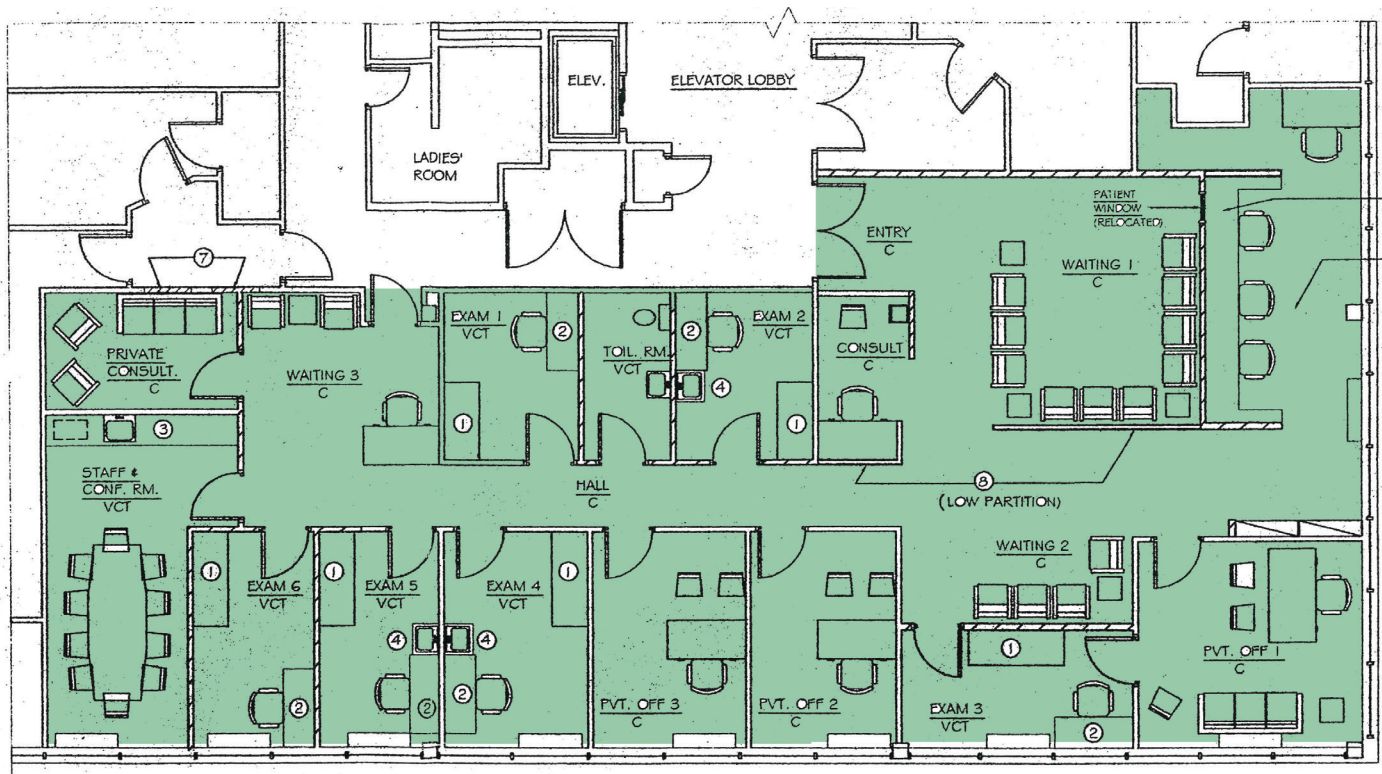 ELEV.
ELEVATOR LOBBY
LADIES'
ROOM
PATIENT
WINDOW
(RELOCATED)
ENTRY
C
WAITING 1
C
7
EXAM 1
VCT
2
TOIL. RM.
VCT
2
EXAM 2
VCT
CONSULT
C
PRIVATE
CONSULT.
C
WAITING 3
C
4
1
1
3
STAFF &
CONF. RM.
VCT
HALL
C
8
(LOW PARTITION)
WAITING 2
C
1
EXAM 6
VCT
1
EXAM 5
VCT
EXAM 4
VCT
1
4
4
1
PVT. OFF 1
C
2
2
2
PVT. OFF 3
C
PVT. OFF 2
C
EXAM 3
VCT
2